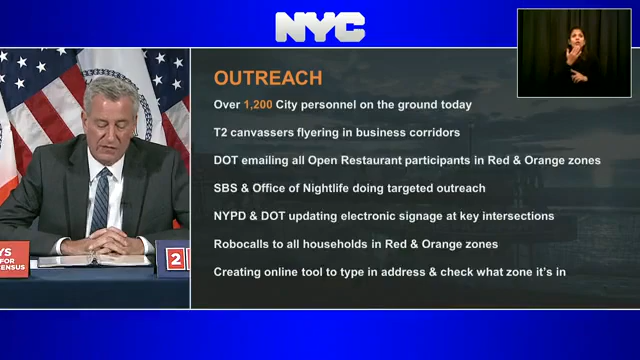 NYC
OUTREACH
Over 1,200 City personnel on the ground today
T2 canvassers flyering in business corridors
DOT emailing all Open Restaurant participants in Red & Orange zones
SBS & Office of Nightlife doing targeted outreach
NYPD & DOT updating electronic signage at key intersections
Robocalls to all households in Red & Orange zones
Creating online tool to type in address & check what zone it's in
YS
FOR
ENSUS
2